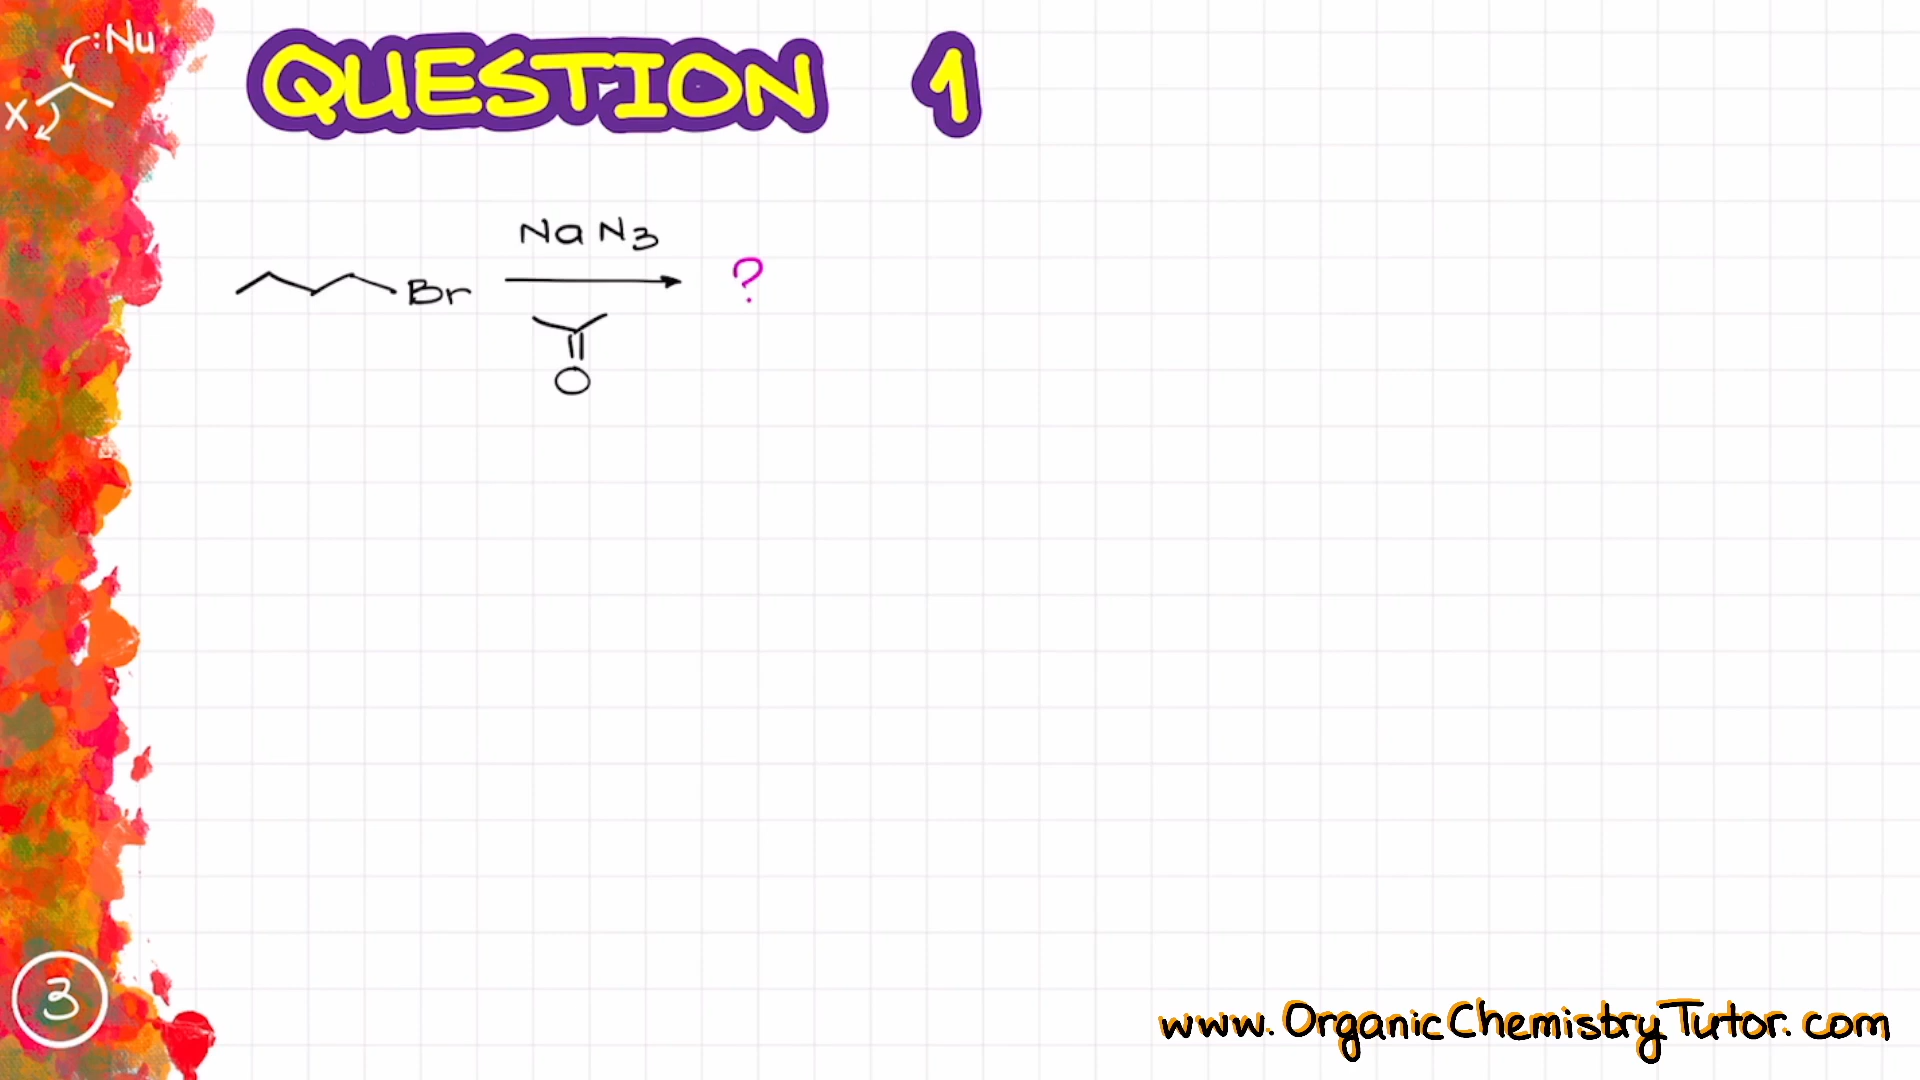 :Nu
X
QUESTION 1
NaN3
Br
?
O
3
www.OrganicChemistryTutor.com